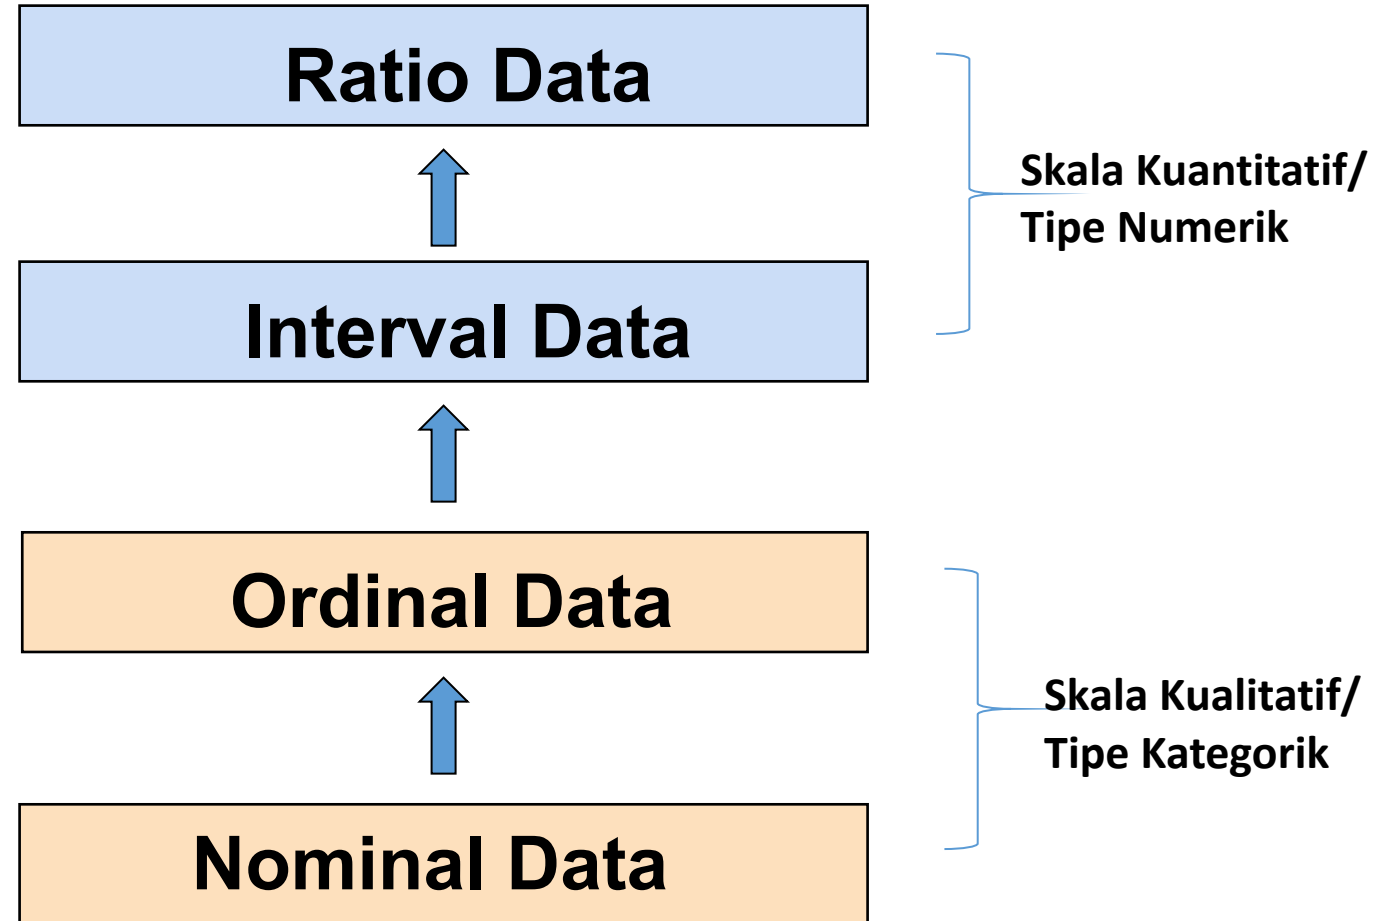 Ratio Data
Skala Kuantitatif/
Tipe Numerik
Interval Data
Ordinal Data
Skala Kualitatif/
Tipe Kategorik
Nominal Data